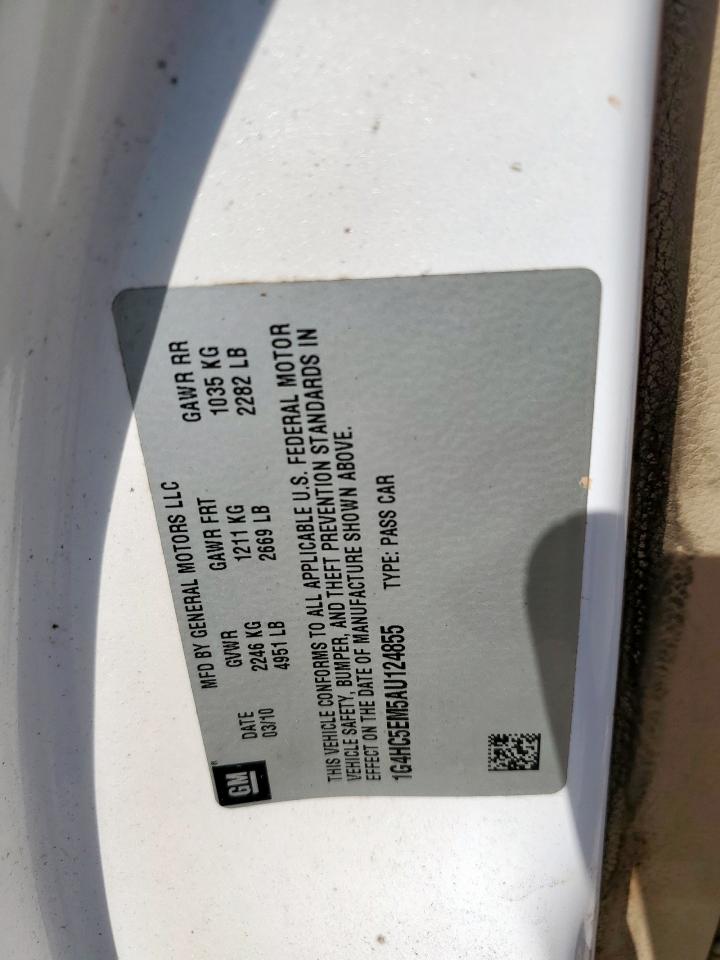 GM
MFD BY GENERAL MOTORS LLC
DATE GVWR GAWR FRT GAWR RR
03/10 2246 KG 1211 KG 1035 KG
4951 LB 2669 LB 2282 LB
THIS VEHICLE CONFORMS TO ALL APPLICABLE U.S. FEDERAL MOTOR
VEHICLE SAFETY, BUMPER, AND THEFT PREVENTION STANDARDS IN
EFFECT ON THE DATE OF MANUFACTURE SHOWN ABOVE.
1G4HC5EM5AU124855 TYPE: PASS CAR